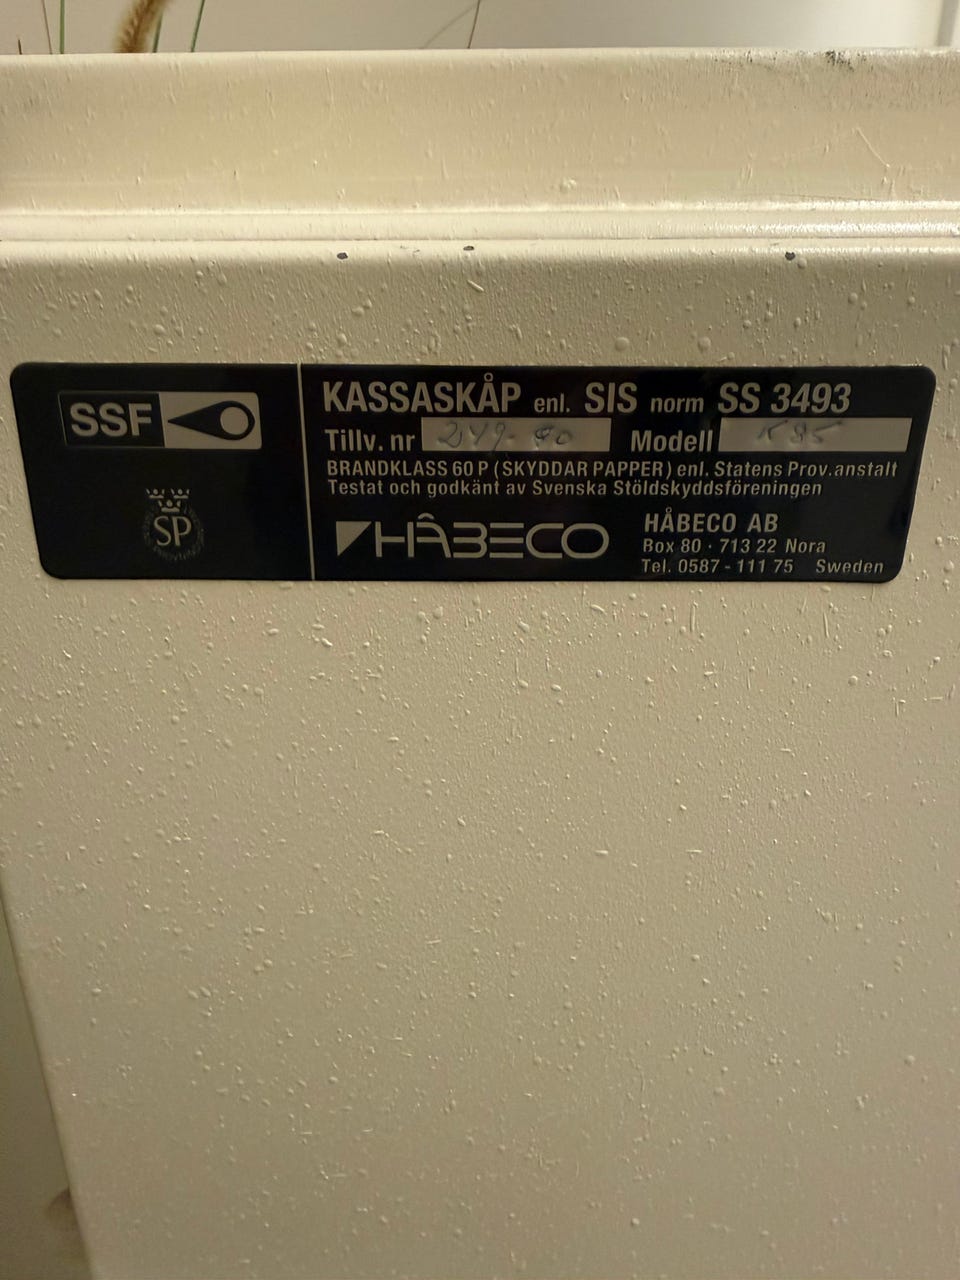 SSF
SP
KASSASKÅP enl. SIS norm SS 3493
Tillv. nr Modell K85
BRANDKLASS 60 P (SKYDDAR PAPPER) enl. Statens Prov.anstalt
Testat och godkänt av Svenska Stöldskyddsföreningen
HÅBECO
HÅBECO AB
Box 80 · 713 22 Nora
Tel. 0587 - 111 75 Sweden